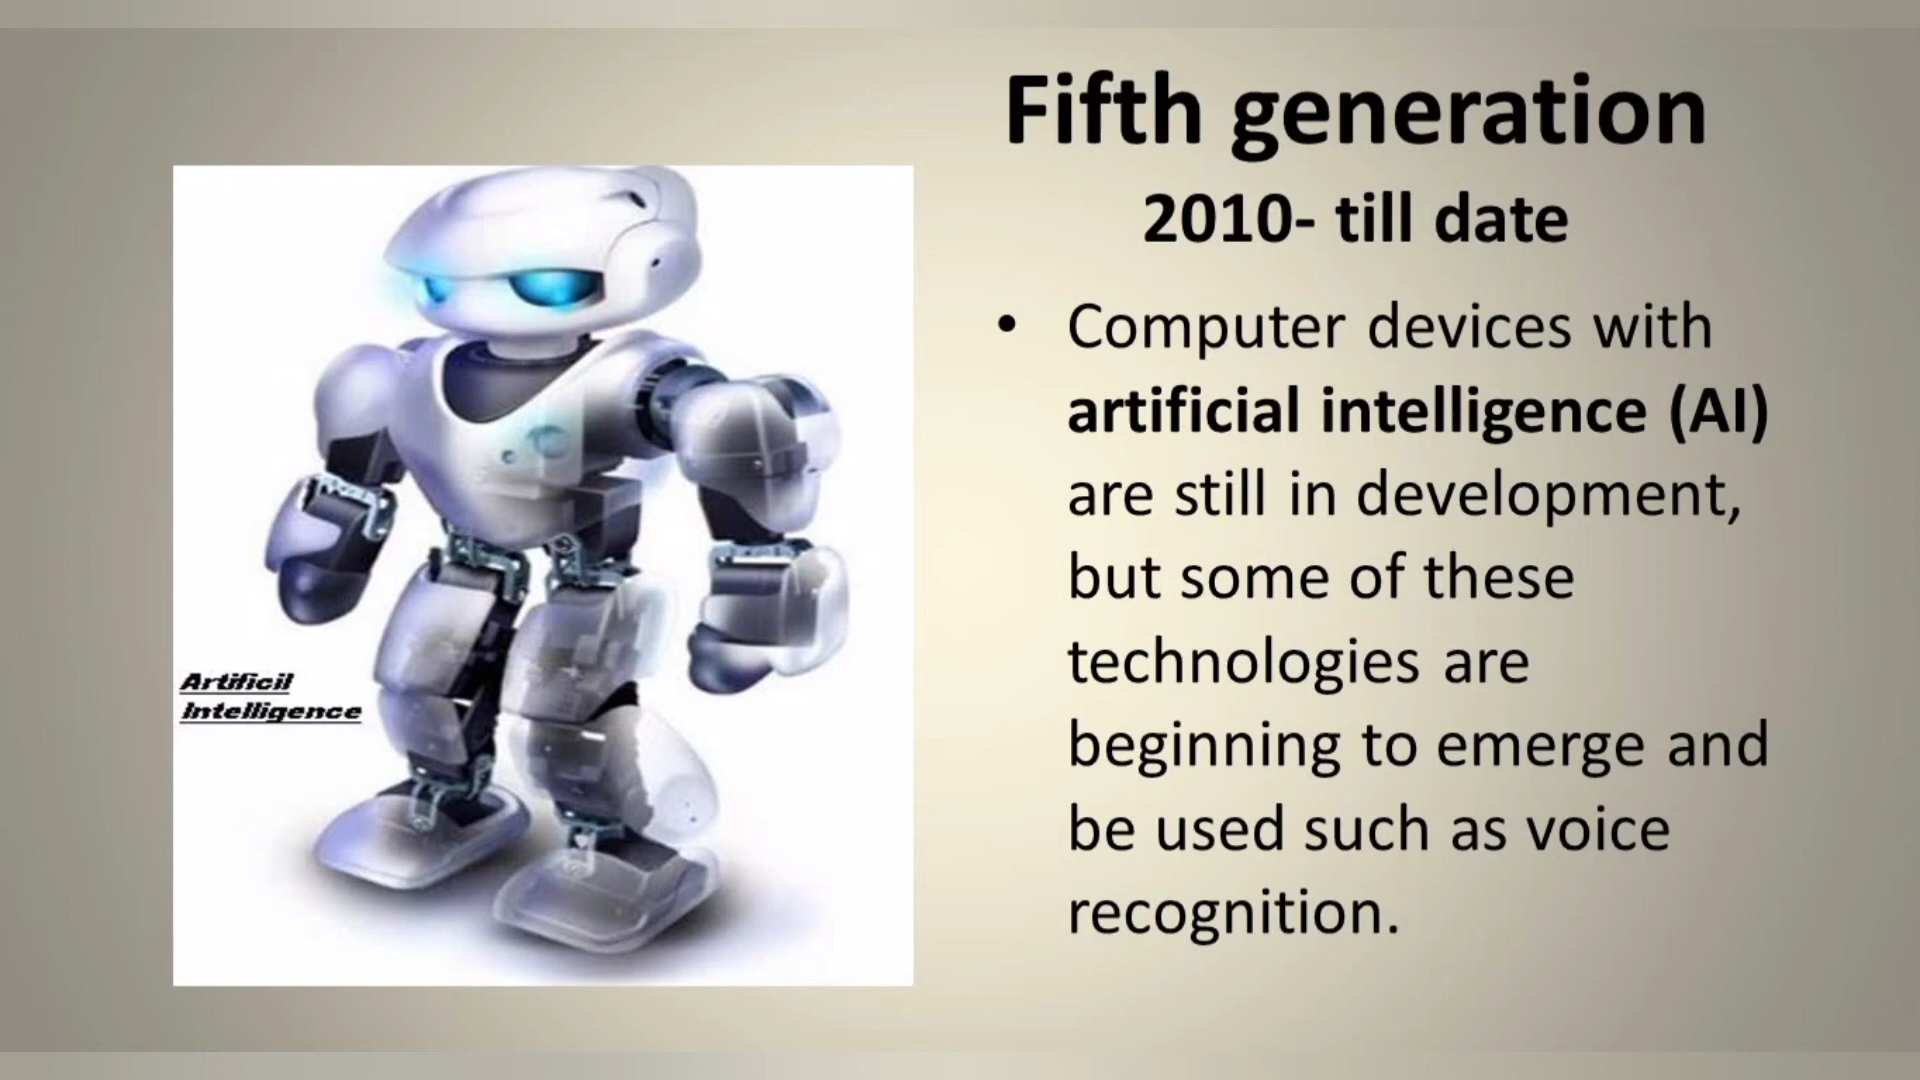 Fifth generation
2010- till date
• Computer devices with
artificial intelligence (AI)
are still in development,
but some of these
technologies are
beginning to emerge and
be used such as voice
recognition.
Artificil
Intelligence